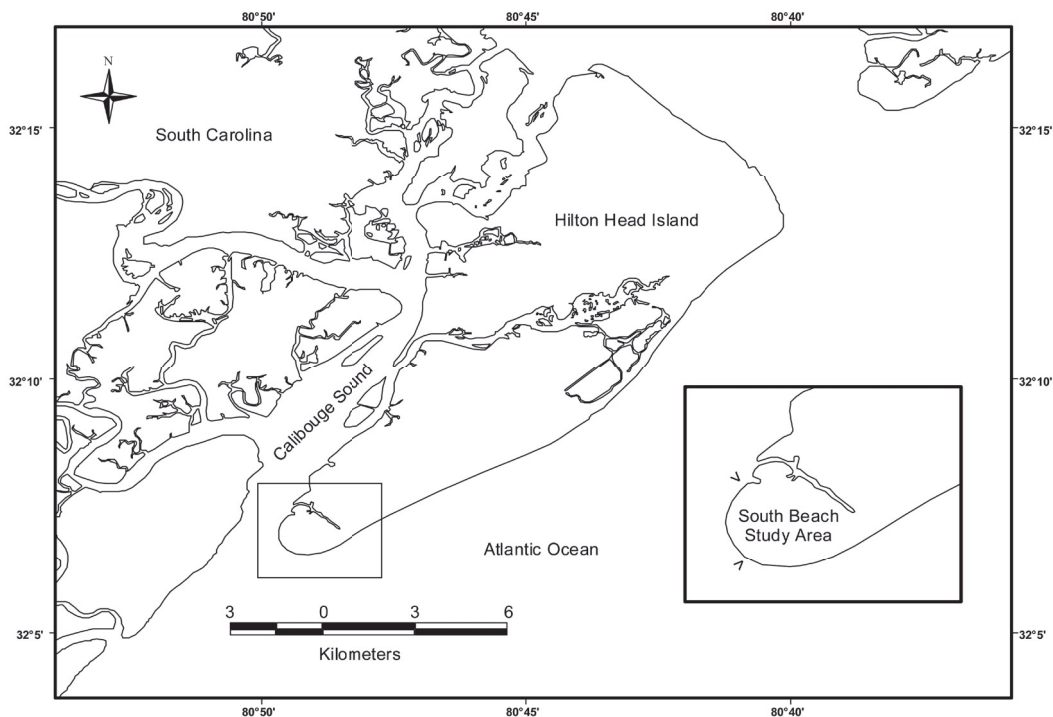 80°50'
80°45'
80°40'
N
32°15'
South Carolina
32°15'
Hilton Head Island
32°10'
32°10'
Calibouge Sound
South Beach
Study Area
Atlantic Ocean
3
0
3
6
32°5'
32°5'
Kilometers
80°50'
80°45'
80°40'